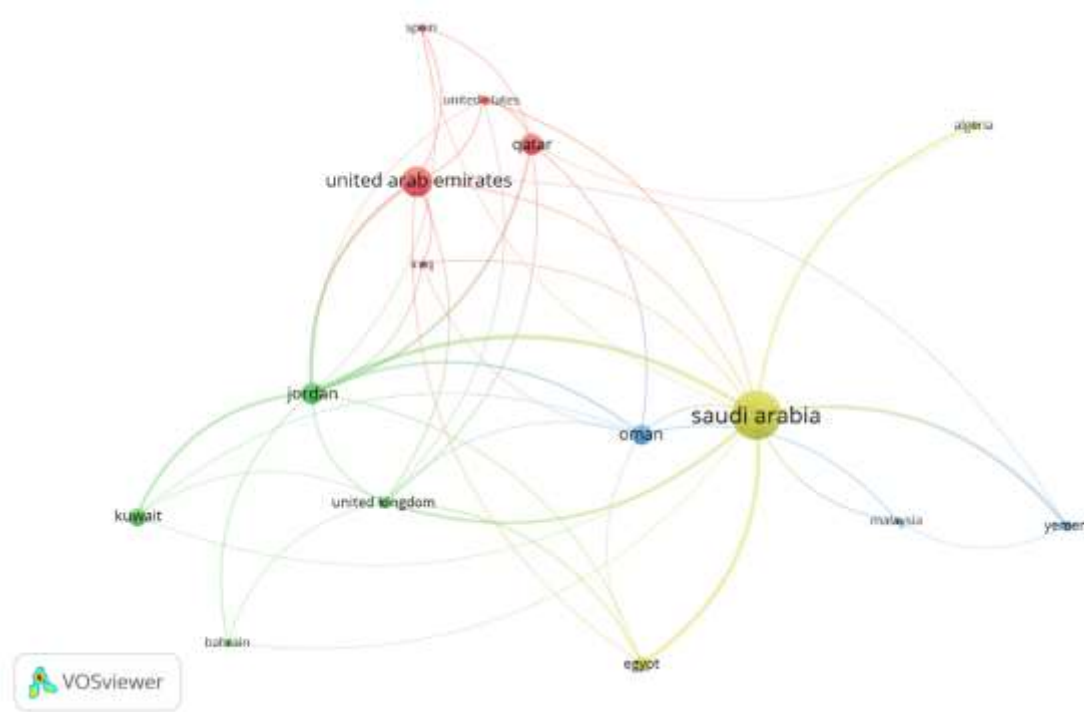 spain
united states
algeria
qatar
united arab emirates
iraq
jordan
saudi arabia
oman
united kingdom
kuwait
malaysia
yemen
bahrain
egypt
VOSviewer